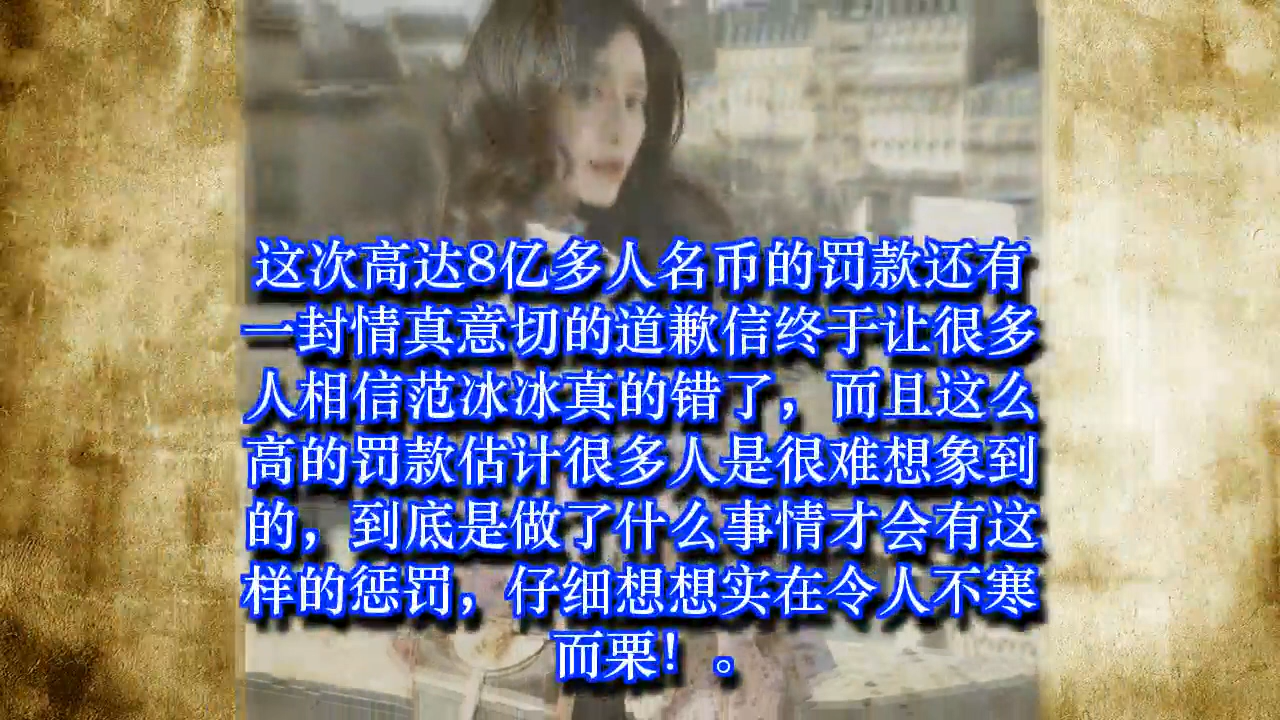 这次高达8亿多人名币的罚款还有
一封情真意切的道歉信终于让很多
人相信范冰冰真的错了，而且这么
高的罚款估计很多人是很难想象到
的，到底是做了什么事情才会有这
样的惩罚，仔细想想实在令人不寒
而栗！。